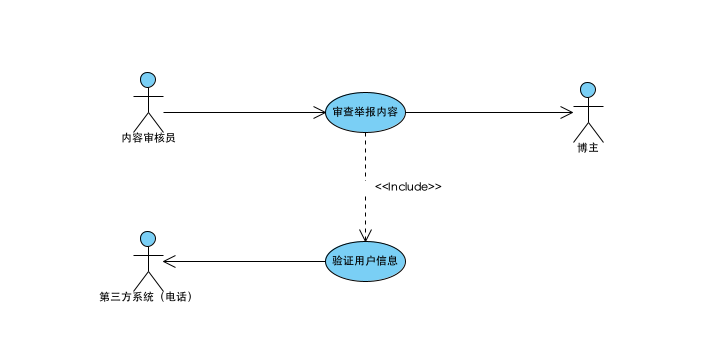 内容审核员
审查举报内容
博主
<<Include>>
第三方系统（电话）
验证用户信息